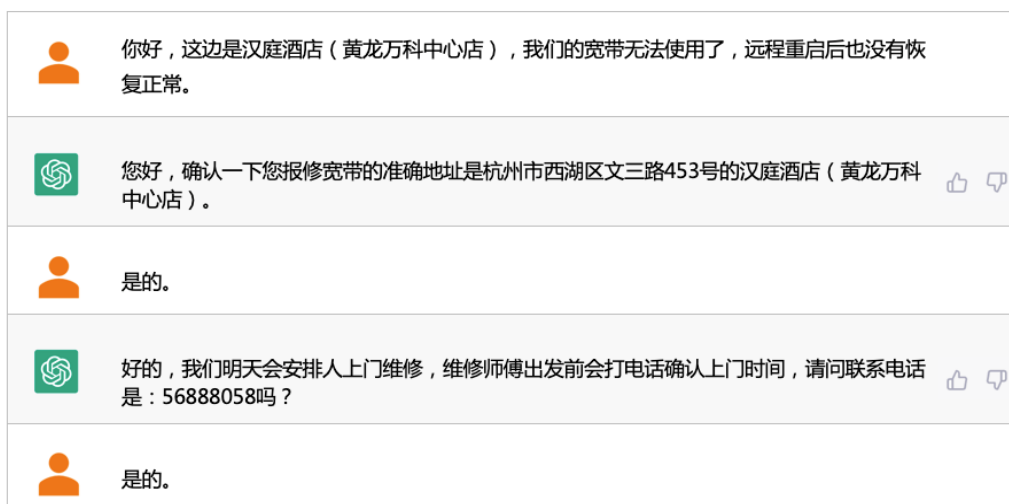 你好，这边是汉庭酒店（黄龙万科中心店），我们的宽带无法使用了，远程重启后也没有恢
复正常。
您好，确认一下您报修宽带的准确地址是杭州市西湖区文三路453号的汉庭酒店（黄龙万科
中心店）。
是的。
好的，我们明天会安排人上门维修，维修师傅出发前会打电话确认上门时间，请问联系电话
是：56888058吗？
是的。